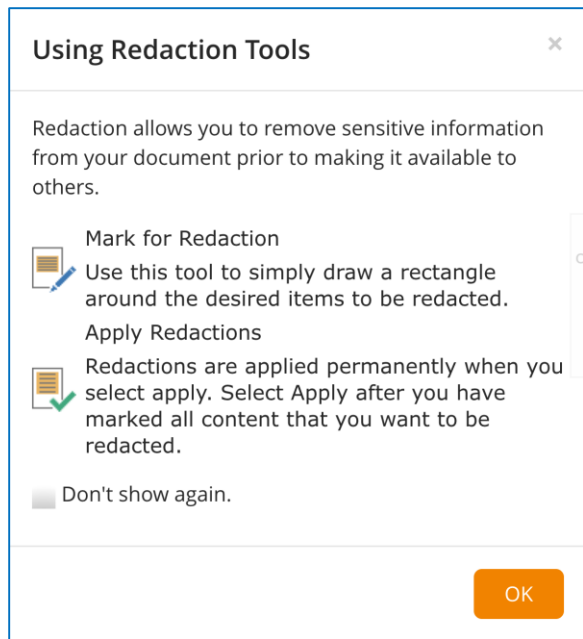 Using Redaction Tools
×
Redaction allows you to remove sensitive information
from your document prior to making it available to
others.
Mark for Redaction
Use this tool to simply draw a rectangle
around the desired items to be redacted.
Apply Redactions
Redactions are applied permanently when you
select apply. Select Apply after you have
marked all content that you want to be
redacted.
Don't show again.
OK